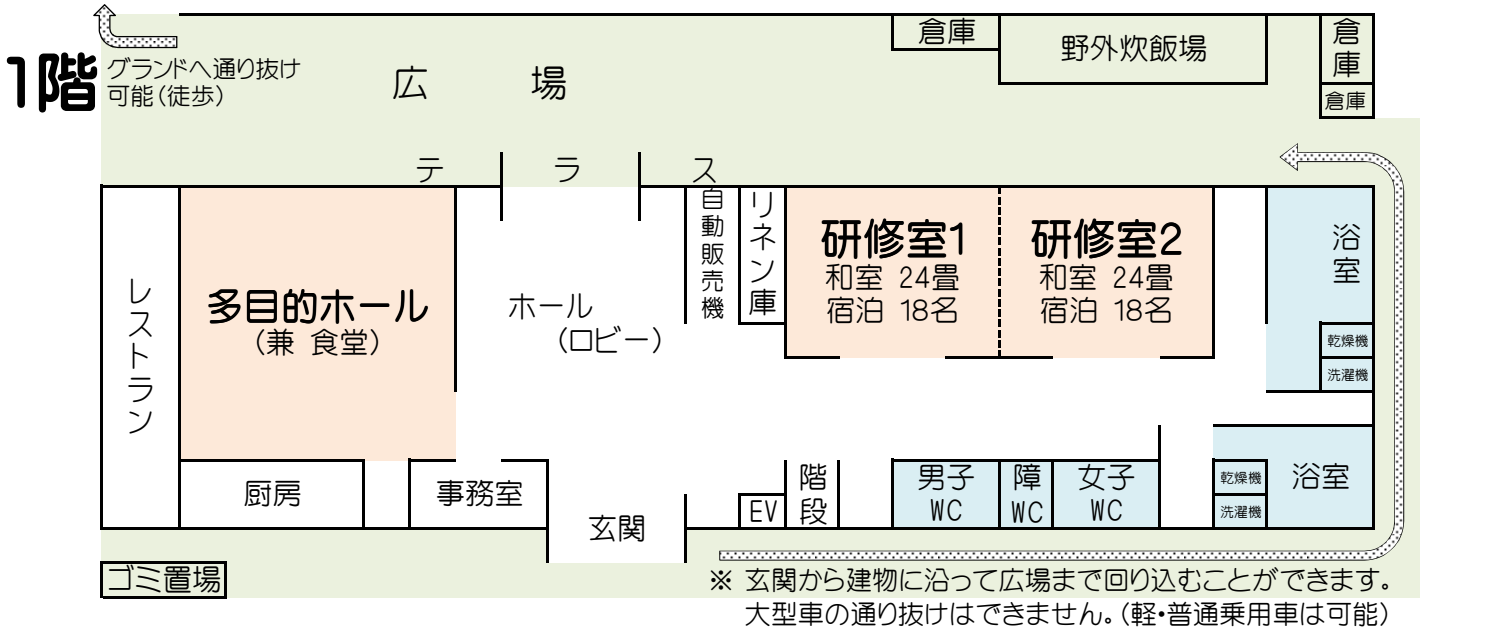 1階
グランドへ通り抜け
可能(徒歩)
広　場
倉庫
野外炊飯場
倉庫
倉庫
テラス
レストラン
多目的ホール
(兼 食堂)
ホール
(ロビー)
自動販売機
リネン庫
研修室1
和室 24畳
宿泊 18名
研修室2
和室 24畳
宿泊 18名
浴室
乾燥機
洗濯機
厨房
事務室
玄関
EV
階段
男子
WC
障
WC
女子
WC
乾燥機
洗濯機
浴室
ゴミ置場
※ 玄関から建物に沿って広場まで回り込むことができます。
大型車の通り抜けはできません。(軽・普通乗用車は可能)